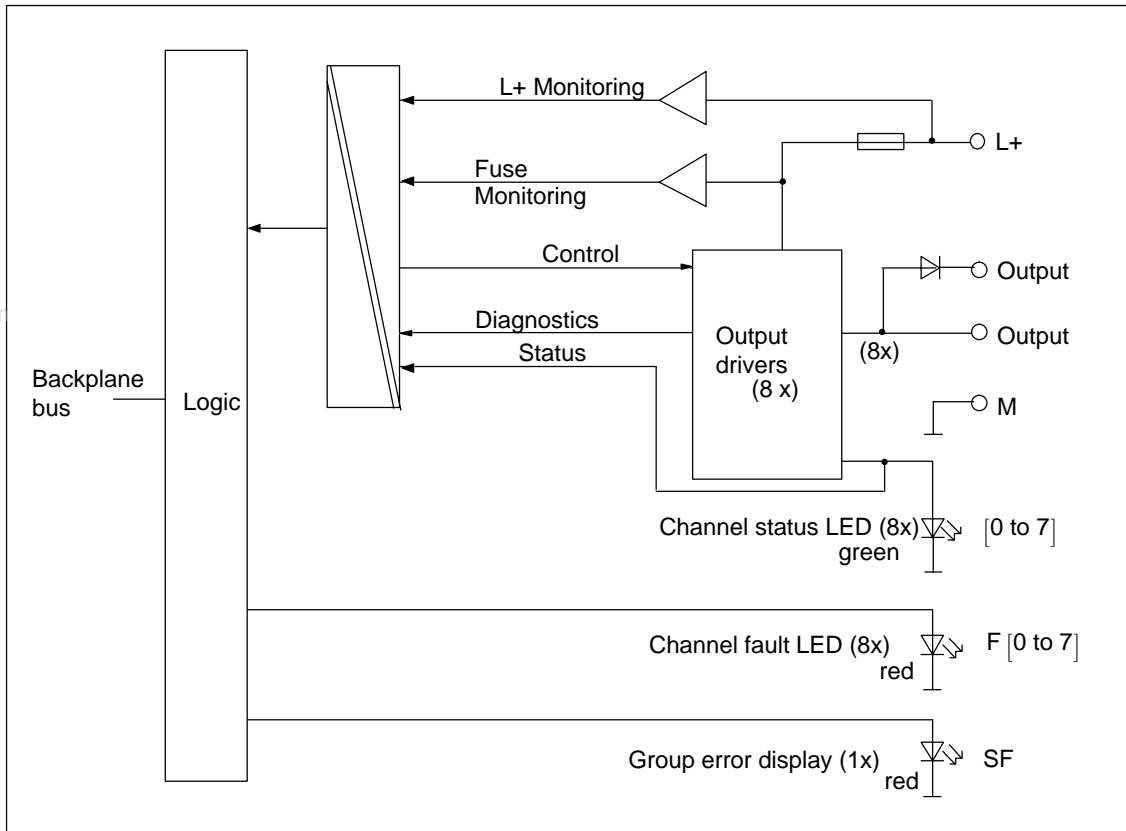 L+ Monitoring
L+
Fuse
Monitoring
Control
Output
Diagnostics
Output
drivers
(8 x)
(8x)
Output
Status
Backplane
bus
Logic
M
Channel status LED (8x)
green
[0 to 7]
Channel fault LED (8x)
red
F [0 to 7]
Group error display (1x)
red
SF